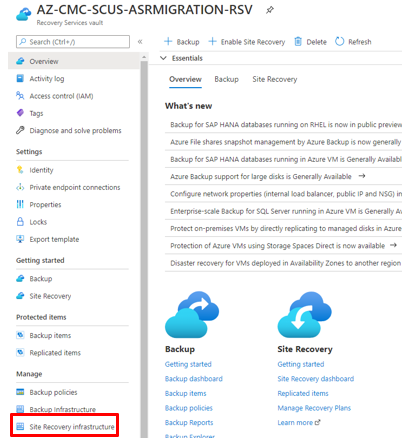 AZ-CMC-SCUS-ASRMIGRATION-RSV
Recovery Services vault
Search (Ctrl+/)
Overview
Activity log
Access control (IAM)
Tags
Diagnose and solve problems
Settings
Identity
Private endpoint connections
Properties
Locks
Export template
Getting started
Backup
Site Recovery
Protected items
Backup items
Replicated items
Manage
Backup policies
Backup Infrastructure
Site Recovery infrastructure
+ Backup + Enable Site Recovery Delete Refresh
Essentials
Overview Backup Site Recovery
What's new
Backup for SAP HANA databases running on RHEL is now in public preview
Azure File shares snapshot management by Azure Backup is now generally
Backup for SAP HANA databases running in Azure VM is Generally Availab
Azure Backup support for large disks is Generally Available →
Configure network properties (internal load balancer, public IP and NSG) in
Enterprise-scale Backup for SQL Server running in Azure VM is Generally Av
Protect on-premises VMs by directly replicating to managed disks in Azure
Protection of Azure VMs using Storage Spaces Direct is now available →
Disaster recovery for VMs deployed in Availability Zones to another region
Backup
Getting started
Backup dashboard
Backup items
Backup policies
Backup Reports
Backup Explorer
Site Recovery
Getting started
Site Recovery dashboard
Replicated items
Manage Recovery Plans
Learn more